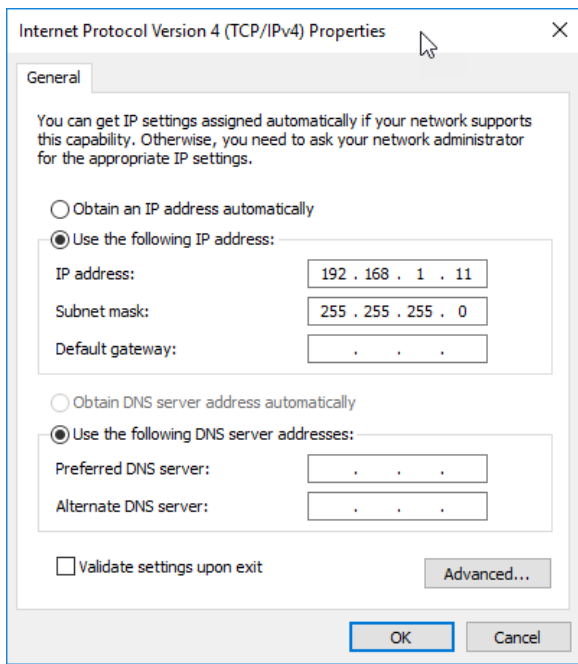 Internet Protocol Version 4 (TCP/IPv4) Properties
General
You can get IP settings assigned automatically if your network supports
this capability. Otherwise, you need to ask your network administrator
for the appropriate IP settings.
Obtain an IP address automatically
Use the following IP address:
IP address: 192 . 168 . 1 . 11
Subnet mask: 255 . 255 . 255 . 0
Default gateway: . . .
Obtain DNS server address automatically
Use the following DNS server addresses:
Preferred DNS server: . . .
Alternate DNS server: . . .
Validate settings upon exit
Advanced...
OK Cancel